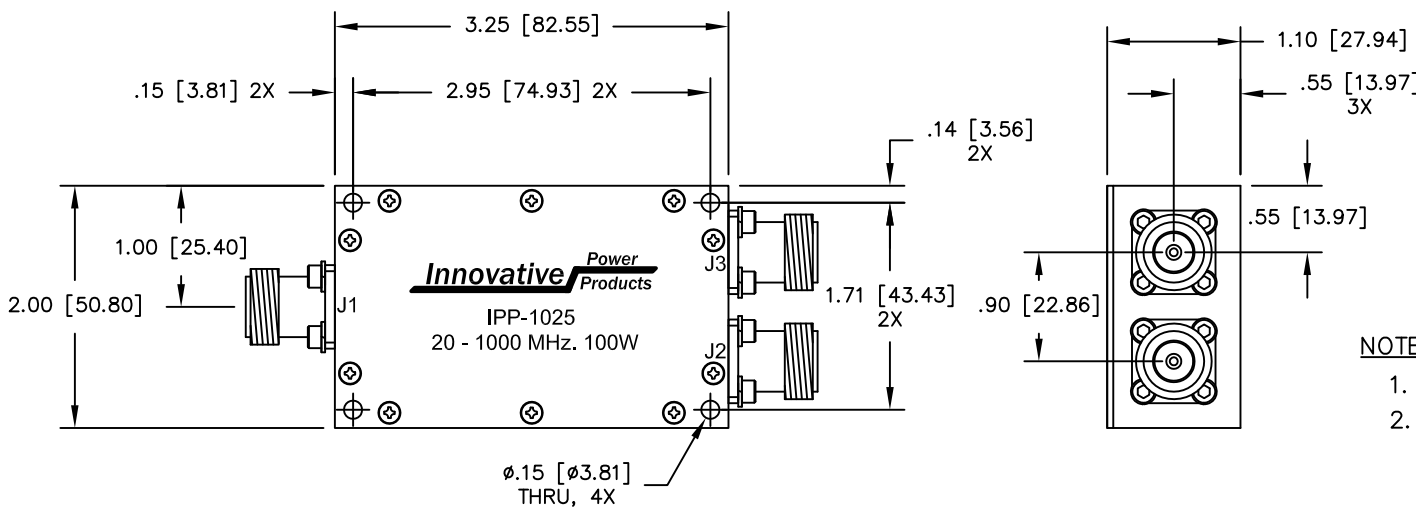 3.25 [82.55]
.15 [3.81] 2X
2.95 [74.93] 2X
.14 [3.56]
2X
1.10 [27.94]
.55 [13.97]
3X
1.00 [25.40]
2.00 [50.80]
J1
Innovative Power
Products
IPP-1025
20 - 1000 MHz. 100W
J3
J2
1.71 [43.43]
2X
.55 [13.97]
.90 [22.86]
ø.15 [ø3.81]
THRU, 4X
NOTE
1.
2.